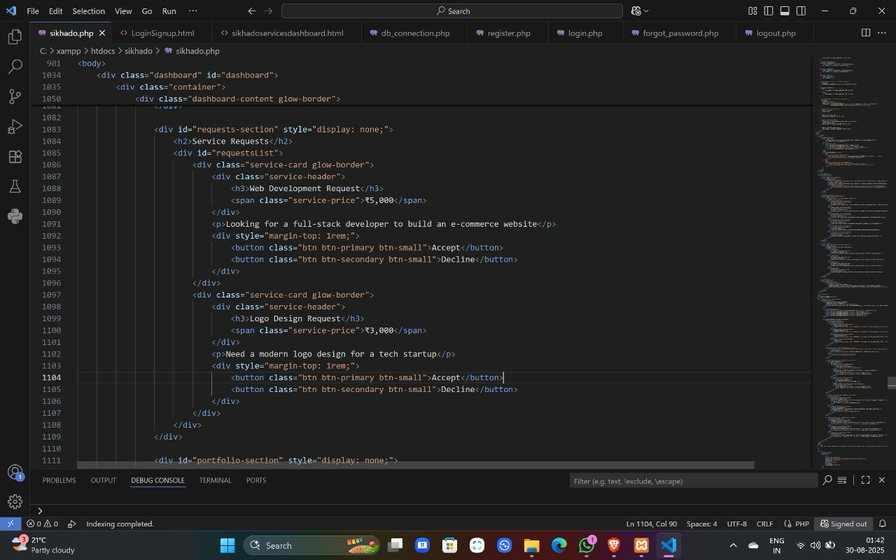 File Edit Selection View Go Run ··· Search
sikhado.php LoginSignup.html sikhadoservicesdashboard.html db_connection.php register.php login.php forgot_password.php logout.php
C: > xampp > htdocs > sikhado > sikhado.php
901 <body>
1034 <div class="dashboard" id="dashboard">
1035 <div class="container">
1050 <div class="dashboard-content glow-border">
1081 </div>
1082
1083 <div id="requests-section" style="display: none;">
1084 <h2>Service Requests</h2>
1085 <div id="requestsList">
1086 <div class="service-card glow-border">
1087 <div class="service-header">
1088 <h3>Web Development Request</h3>
1089 <span class="service-price">₹5,000</span>
1090 </div>
1091 <p>Looking for a full-stack developer to build an e-commerce website</p>
1092 <div style="margin-top: 1rem;">
1093 <button class="btn btn-primary btn-small">Accept</button>
1094 <button class="btn btn-secondary btn-small">Decline</button>
1095 </div>
1096 </div>
1097 <div class="service-card glow-border">
1098 <div class="service-header">
1099 <h3>Logo Design Request</h3>
1100 <span class="service-price">₹3,000</span>
1101 </div>
1102 <p>Need a modern logo design for a tech startup</p>
1103 <div style="margin-top: 1rem;">
1104 <button class="btn btn-primary btn-small">Accept</button>
1105 <button class="btn btn-secondary btn-small">Decline</button>
1106 </div>
1107 </div>
1108 </div>
1109 </div>
1110
1111 <div id="portfolio-section" style="display: none;">
PROBLEMS OUTPUT DEBUG CONSOLE TERMINAL PORTS Filter (e.g. text, !exclude, \escape)
0 0 Indexing completed. Ln 1104, Col 90 Spaces: 4 UTF-8 CRLF PHP Signed out
21°C
Partly cloudy
Search
ENG
IN
01:42
30-08-2025